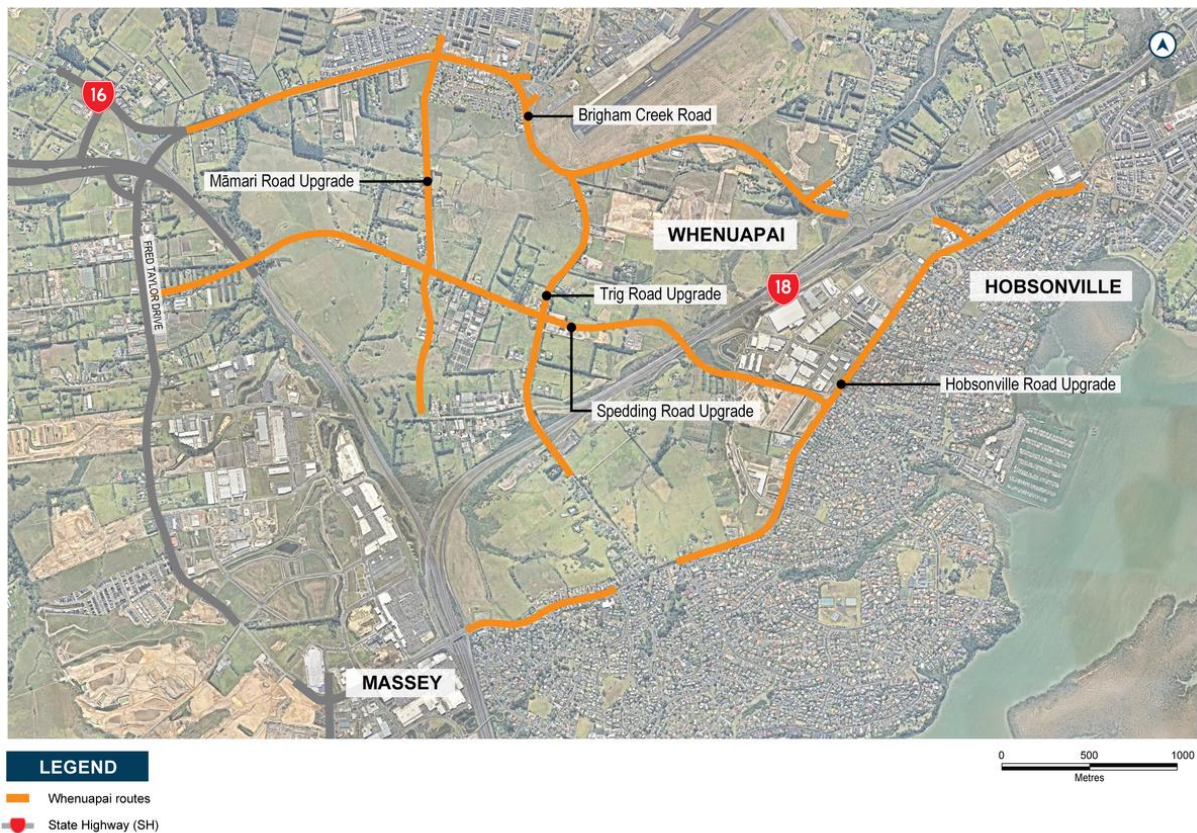 16
Brigham Creek Road
Māmari Road Upgrade
WHENUAPAI
FRED TAYLOR DRIVE
18
HOBSONVILLE
Trig Road Upgrade
Hobsonville Road Upgrade
Spedding Road Upgrade
MASSEY
LEGEND
Whenuapai routes
State Highway (SH)
0 500 1000
Metres